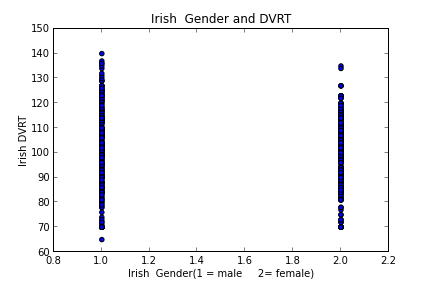 Irish  Gender and DVRT
150
140
130
120
110
100
90
80
70
60
Irish DVRT
0.8 1.0 1.2 1.4 1.6 1.8 2.0 2.2
Irish  Gender(1 = male     2= female)